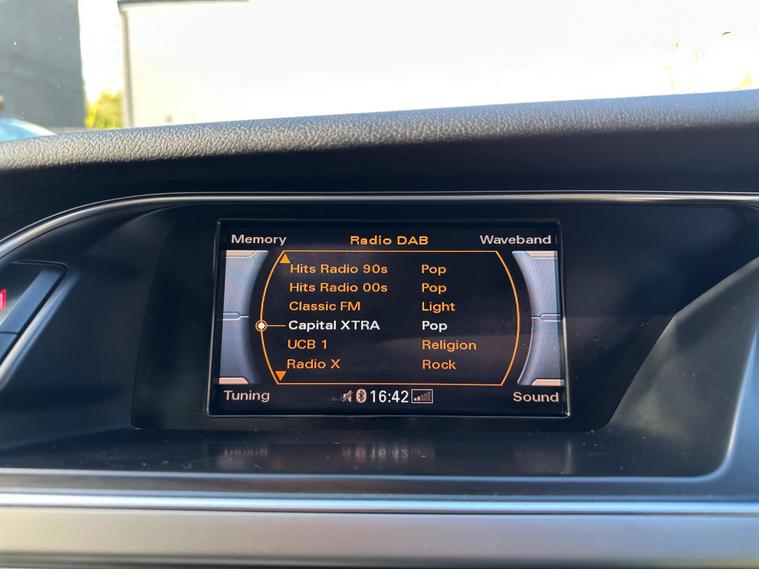 Memory Radio DAB Waveband
Hits Radio 90s Pop
Hits Radio 00s Pop
Classic FM Light
Capital XTRA Pop
UCB 1 Religion
Radio X Rock
Tuning 16:42 Sound